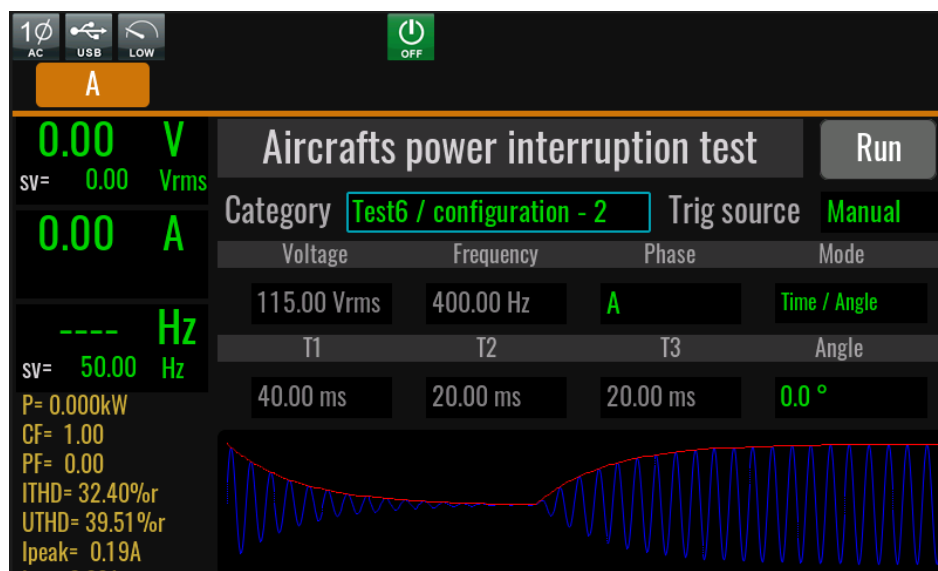 1Ø
AC
USB
LOW
OFF
A
0.00 V
sv= 0.00 Vrms
0.00 A
---- Hz
sv= 50.00 Hz
P= 0.000kW
CF= 1.00
PF= 0.00
ITHD= 32.40%r
UTHD= 39.51%r
Ipeak= 0.19A
Aircrafts power interruption test
Run
Category Test6 / configuration - 2 Trig source Manual
Voltage Frequency Phase Mode
115.00 Vrms 400.00 Hz A Time / Angle
T1 T2 T3 Angle
40.00 ms 20.00 ms 20.00 ms 0.0 °